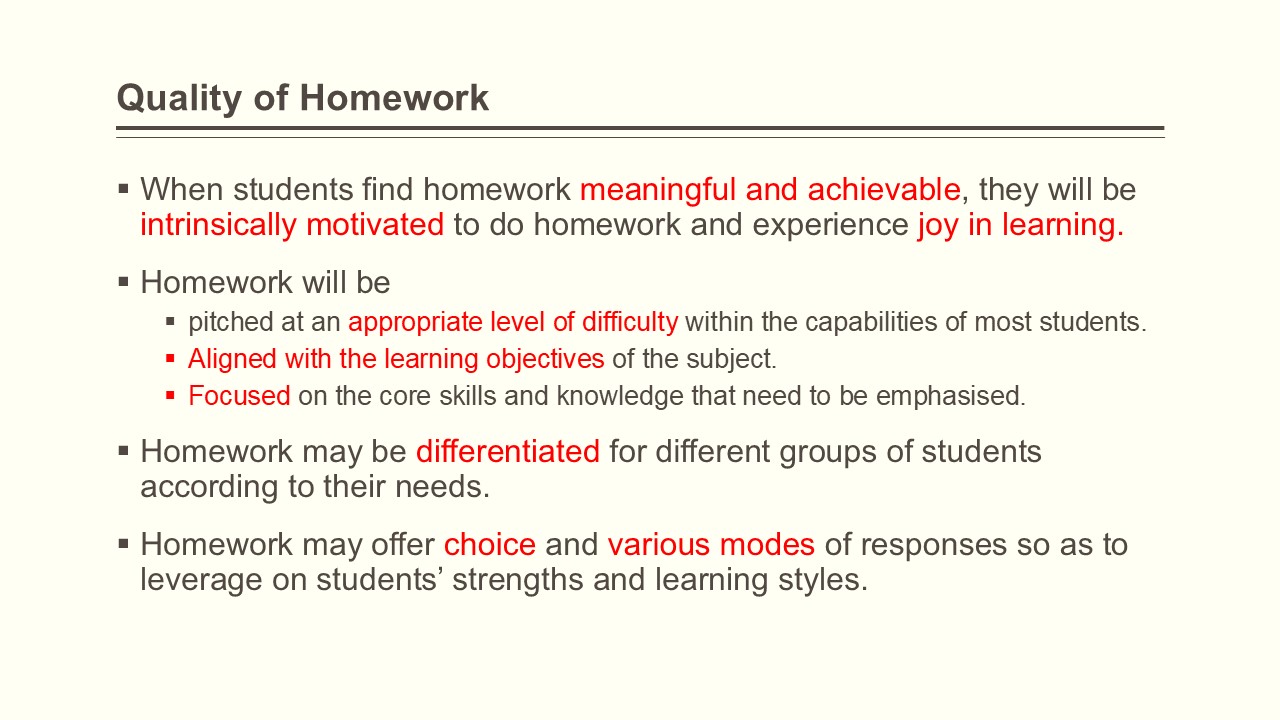 Quality of Homework
▪ When students find homework meaningful and achievable, they will be
intrinsically motivated to do homework and experience joy in learning.
▪ Homework will be
▪ pitched at an appropriate level of difficulty within the capabilities of most students.
▪ Aligned with the learning objectives of the subject.
▪ Focused on the core skills and knowledge that need to be emphasised.
▪ Homework may be differentiated for different groups of students
according to their needs.
▪ Homework may offer choice and various modes of responses so as to
leverage on students’ strengths and learning styles.